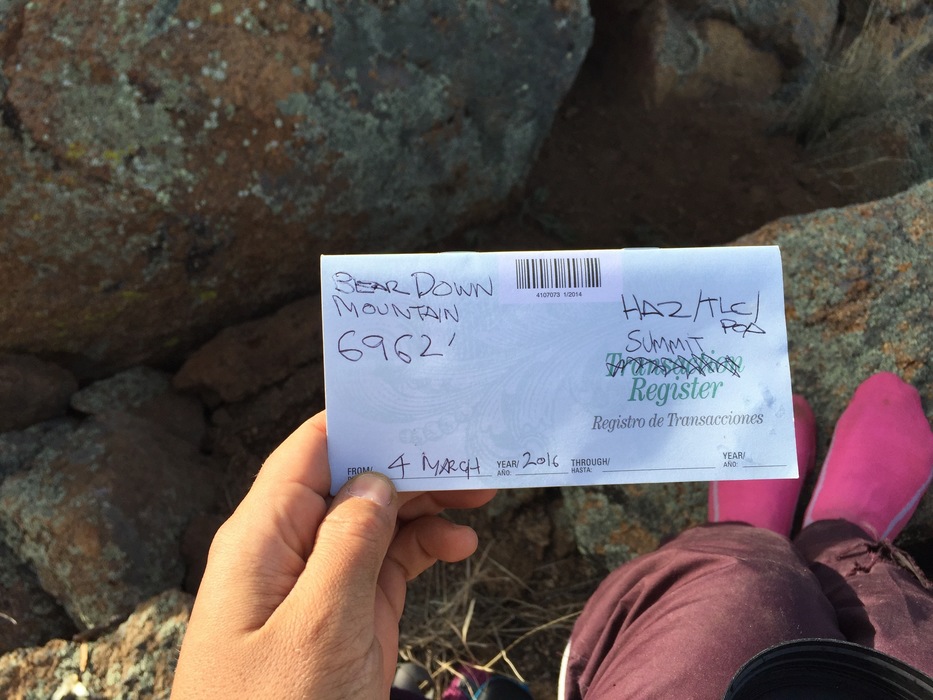 BEAR DOWN
MOUNTAIN
6962'
4107073 1/2014
HAZ/TLC/
POA
SUMMIT
Transaction
Register
Registro de Transacciones
FROM/ 4 MARCH YEAR/AÑO: 2016 THROUGH/HASTA: YEAR/AÑO: